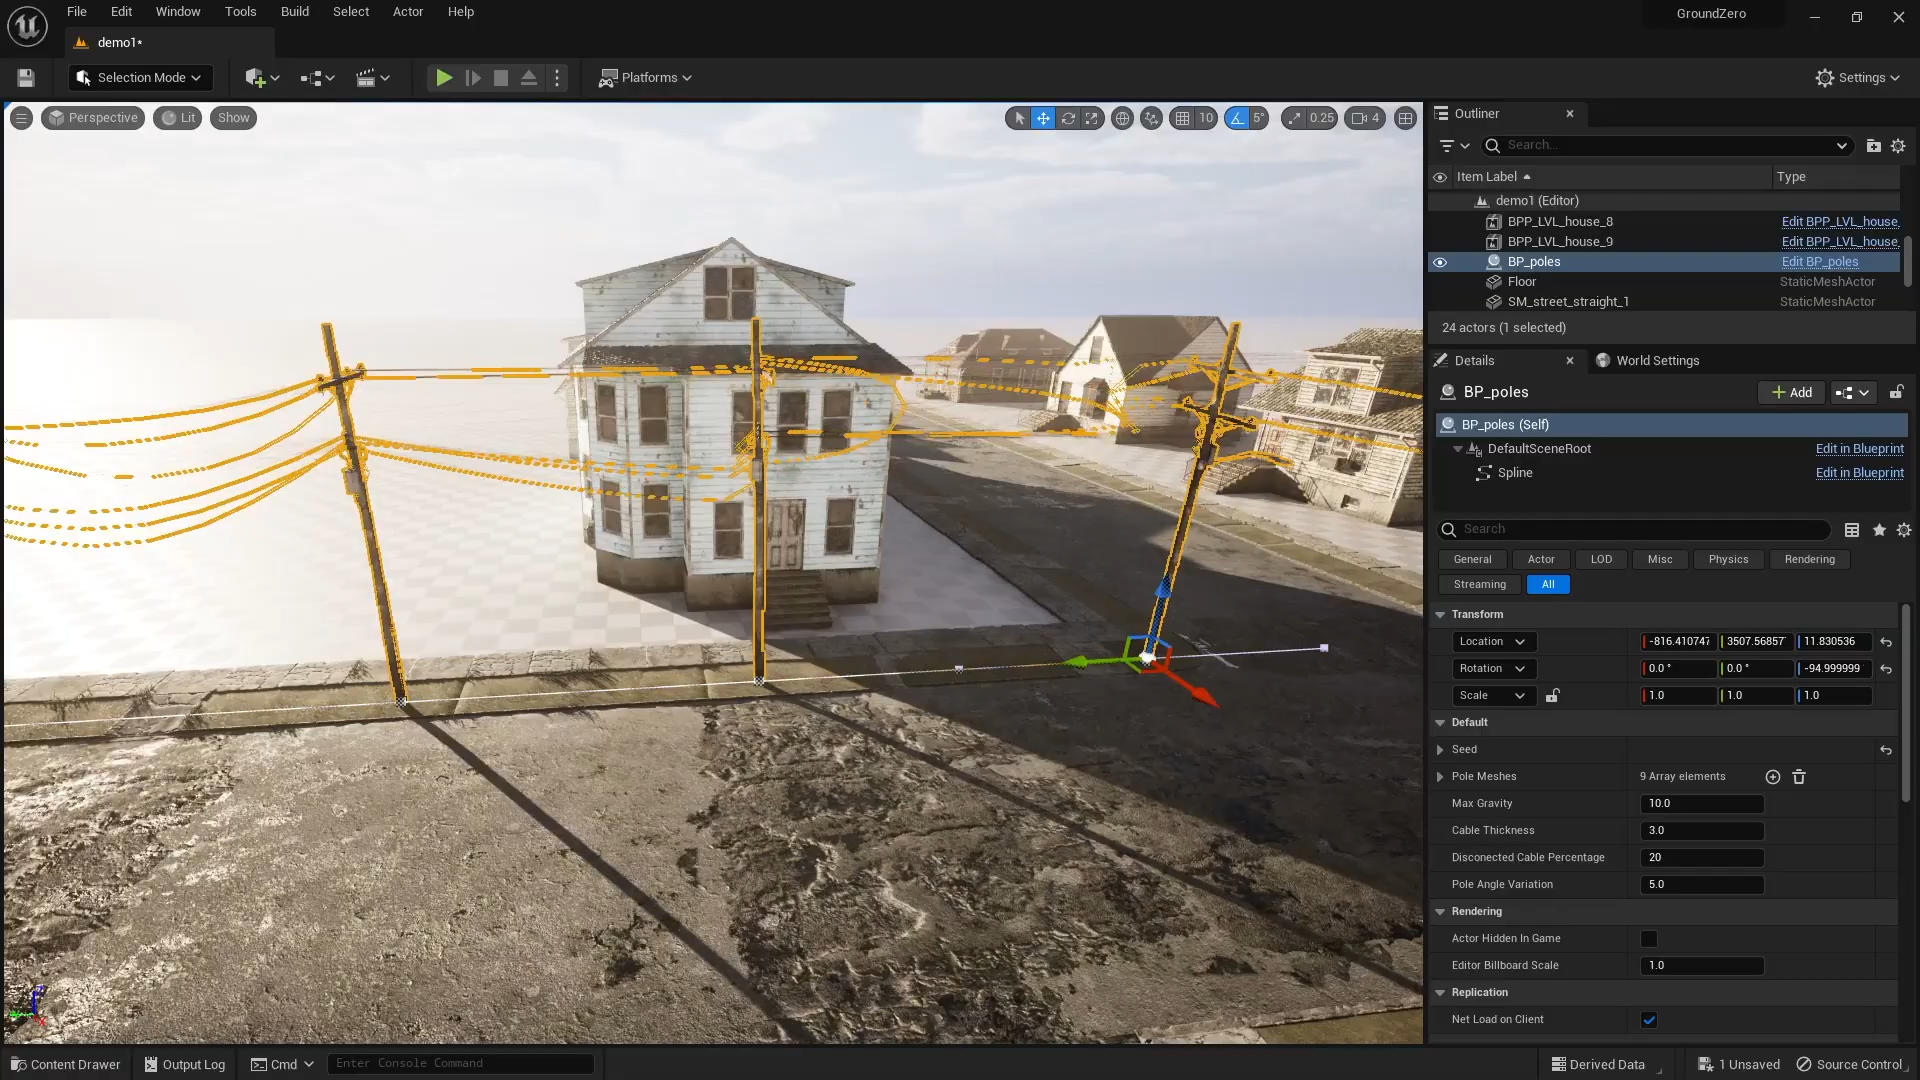 File Edit Window Tools Build Select Actor Help
GroundZero
demo1*
Selection Mode
Platforms
Settings
Perspective Lit Show
10 5° 0.25 4
Outliner
Search...
Item Label Type
demo1 (Editor)
BPP_LVL_house_8 Edit BPP_LVL_house_
BPP_LVL_house_9 Edit BPP_LVL_house_
BP_poles Edit BP_poles
Floor StaticMeshActor
SM_street_straight_1 StaticMeshActor
24 actors (1 selected)
Details World Settings
BP_poles Add
BP_poles (Self)
DefaultSceneRoot Edit in Blueprint
Spline Edit in Blueprint
Search
General Actor LOD Misc Physics Rendering
Streaming All
Transform
Location -816.410747 3507.56857 11.830536
Rotation 0.0 ° 0.0 ° -94.999999
Scale 1.0 1.0 1.0
Default
Seed
Pole Meshes 9 Array elements
Max Gravity 10.0
Cable Thickness 3.0
Disconected Cable Percentage 20
Pole Angle Variation 5.0
Rendering
Actor Hidden In Game
Editor Billboard Scale 1.0
Replication
Net Load on Client
Content Drawer Output Log Cmd Enter Console Command
Derived Data 1 Unsaved Source Control